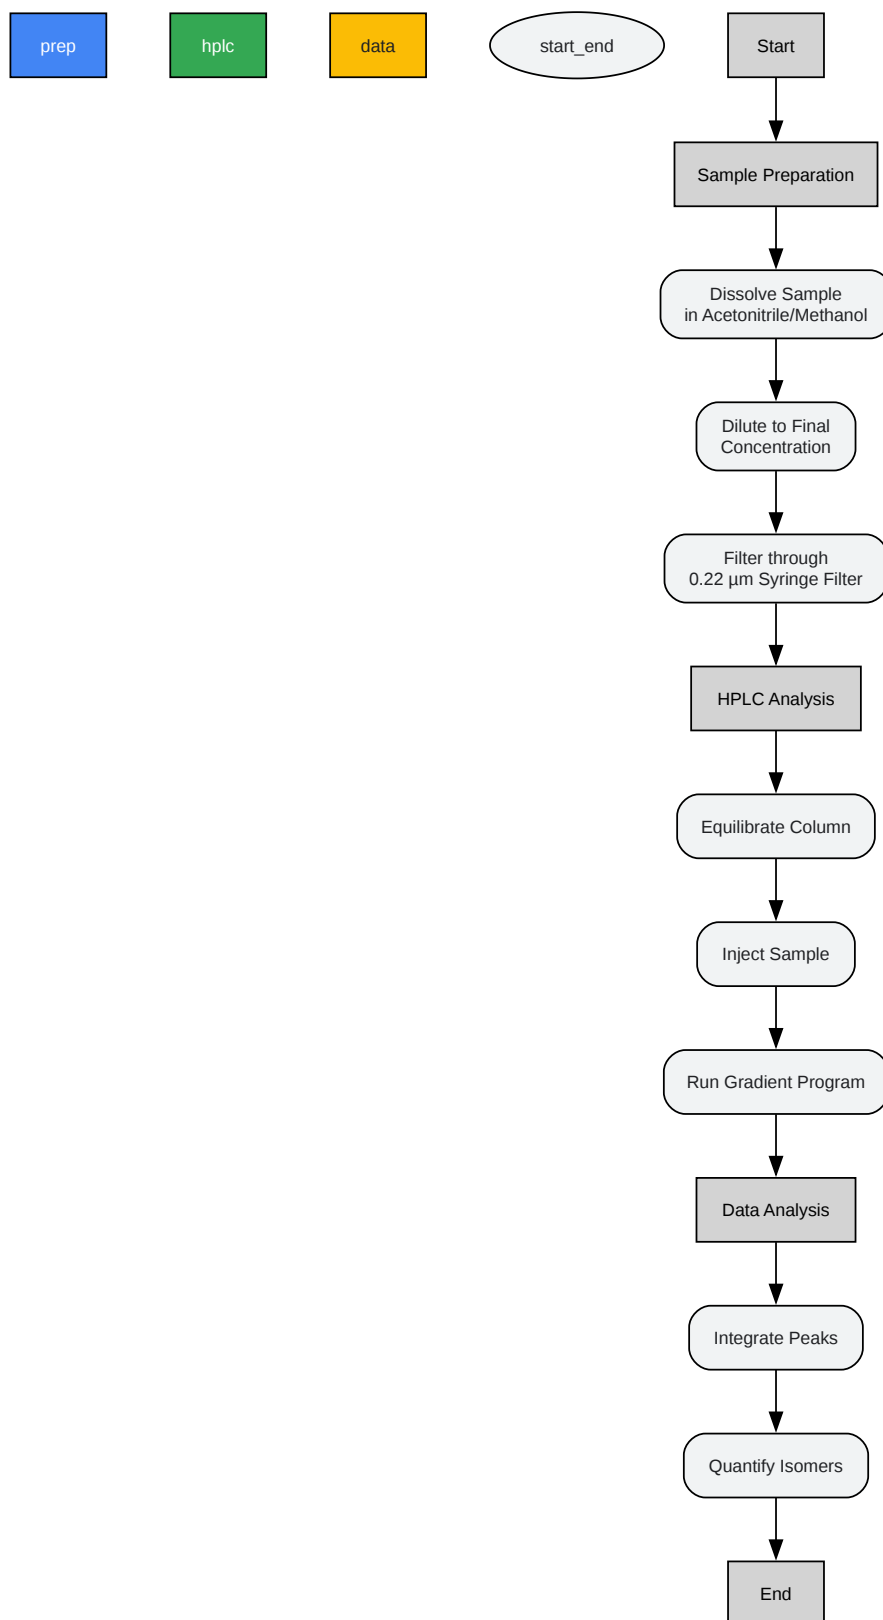 prep
hplc
data
start_end
Start
Sample Preparation
Dissolve Sample
in Acetonitrile/Methanol
Dilute to Final
Concentration
Filter through
0.22 µm Syringe Filter
HPLC Analysis
Equilibrate Column
Inject Sample
Run Gradient Program
Data Analysis
Integrate Peaks
Quantify Isomers
End